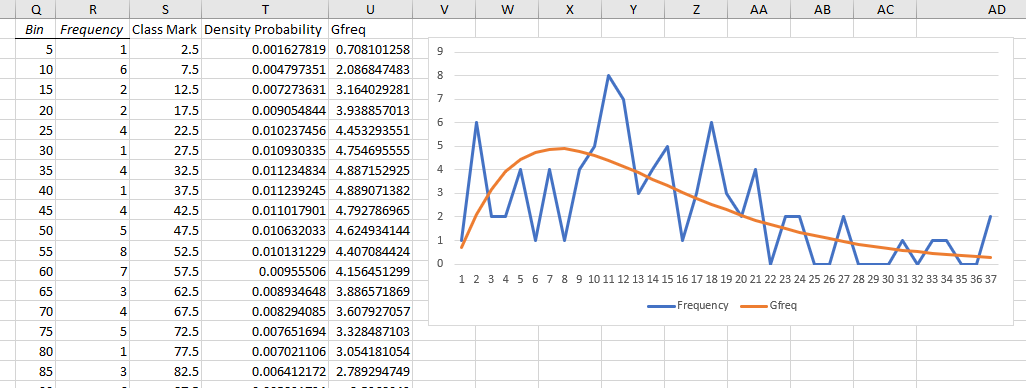 Q R S T U V W X Y Z AA AB AC AD
Bin Frequency Class Mark Density Probability Gfreq
5 1 2.5 0.001627819 0.708101258
10 6 7.5 0.004797351 2.086847483
15 2 12.5 0.007273631 3.164029281
20 2 17.5 0.009054844 3.938857013
25 4 22.5 0.010237456 4.453293551
30 1 27.5 0.010930335 4.754695555
35 4 32.5 0.011234834 4.887152925
40 1 37.5 0.011239245 4.889071382
45 4 42.5 0.011017901 4.792786965
50 5 47.5 0.010632033 4.624934144
55 8 52.5 0.010131229 4.407084424
60 7 57.5 0.00955506 4.156451299
65 3 62.5 0.008934648 3.886571869
70 4 67.5 0.008294085 3.607927057
75 5 72.5 0.007651694 3.328487103
80 1 77.5 0.007021106 3.054181054
85 3 82.5 0.006412172 2.789294749
9
8
7
6
5
4
3
2
1
0
1 2 3 4 5 6 7 8 9 10 11 12 13 14 15 16 17 18 19 20 21 22 23 24 25 26 27 28 29 30 31 32 33 34 35 36 37
Frequency Gfreq